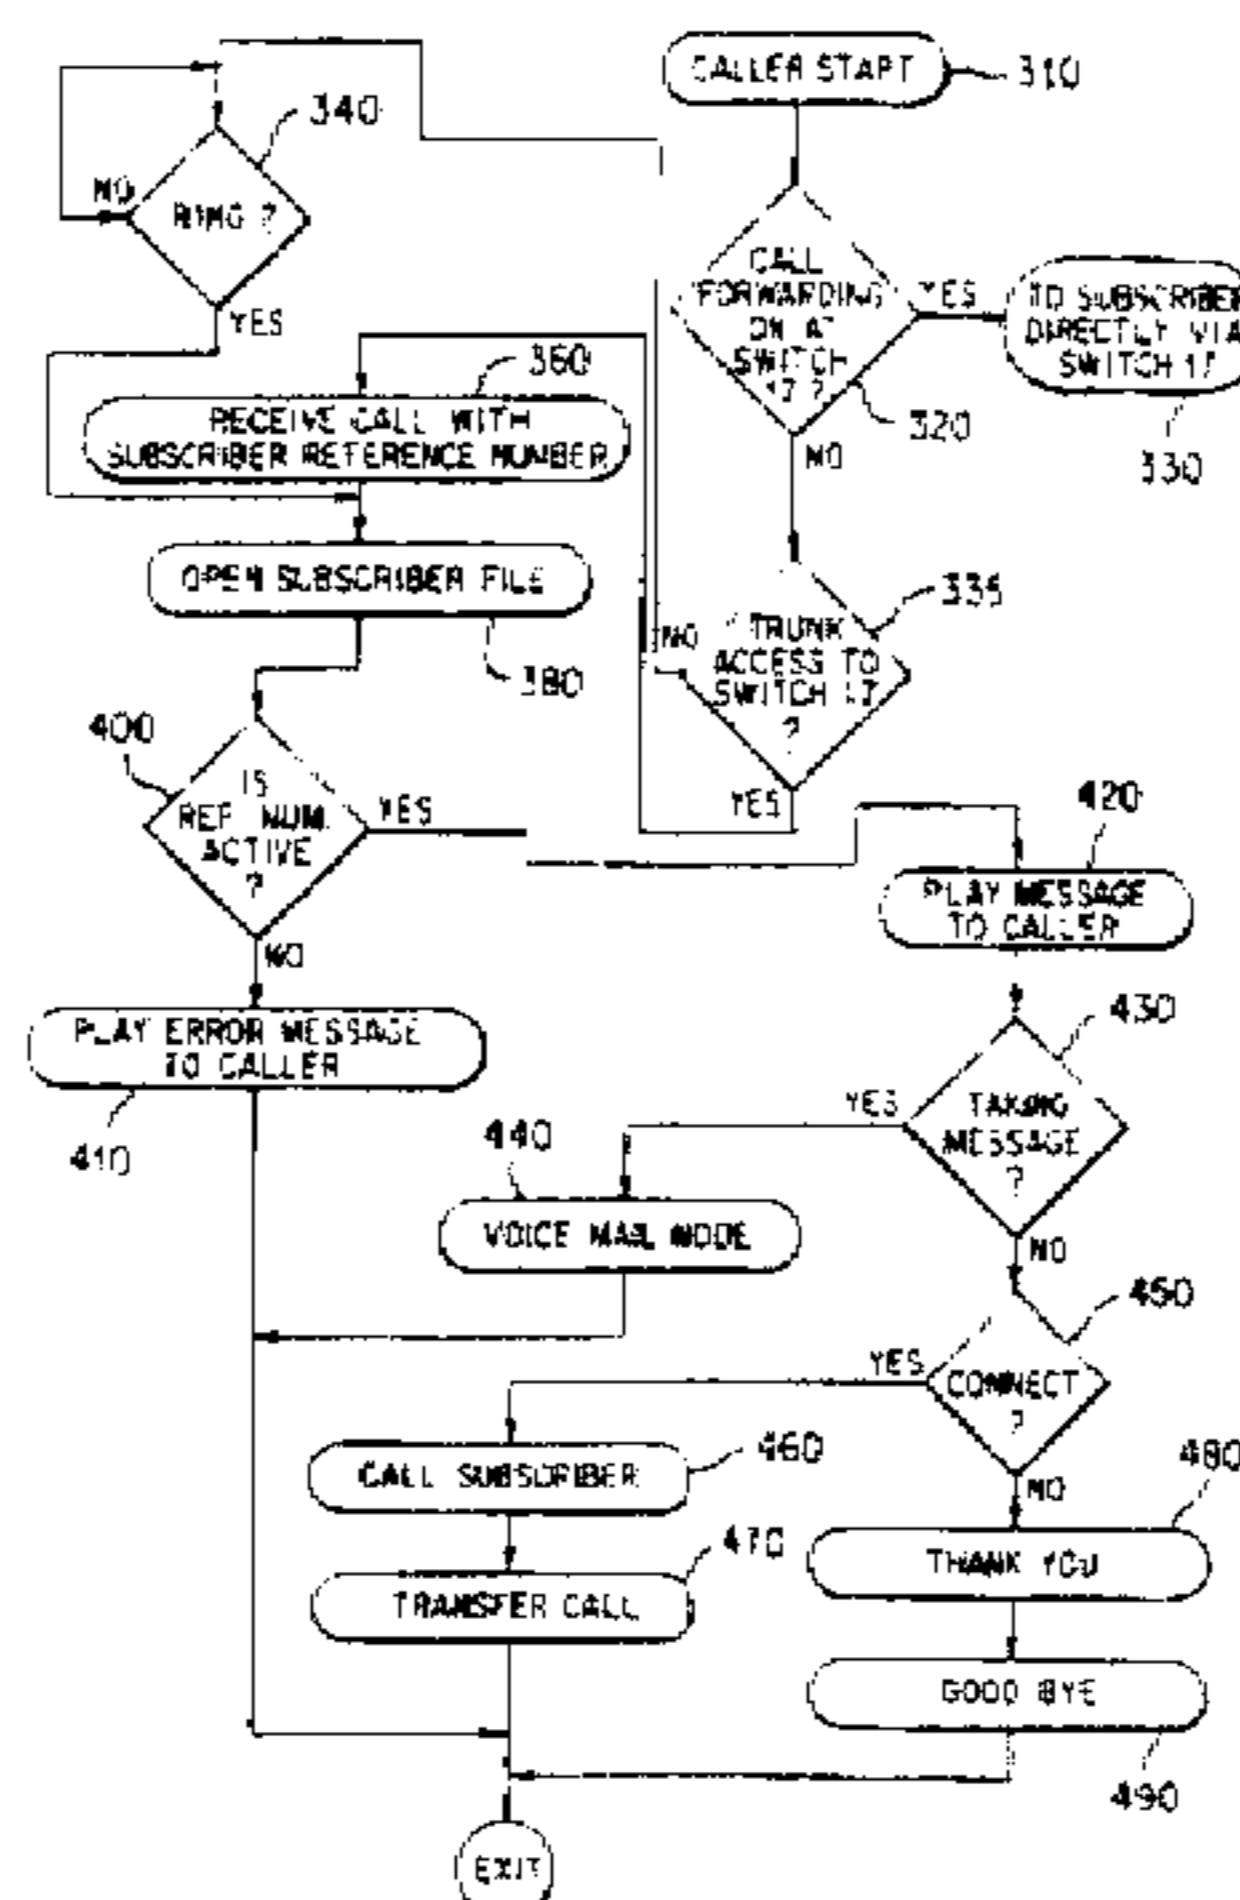 CALLER START
310
340
NO
RING ?
YES
CALL
FORWARDING
ON AT
SWITCH
17 ?
YES
TO SUBSCRIBER
DIRECTLY VIA
SWITCH 17
320
330
NO
360
RECEIVE CALL WITH
SUBSCRIBER REFERENCE NUMBER
OPEN SUBSCRIBER FILE
380
335
NO
TRUNK
ACCESS TO
SWITCH 17
?
YES
400
IS
REF. NUM.
ACTIVE
?
YES
NO
420
PLAY MESSAGE
TO CALLER
PLAY ERROR MESSAGE
TO CALLER
410
430
YES
TAKING
MESSAGE
?
NO
440
VOICE MAIL MODE
450
YES
CONNECT
?
NO
CALL SUBSCRIBER
460
480
THANK YOU
470
TRANSFER CALL
GOOD BYE
490
EXIT